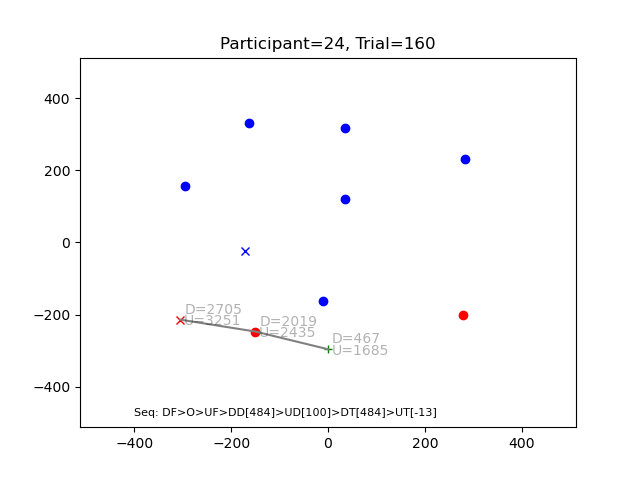 Participant=24, Trial=160
400
200
0
−200
−400
D=2705
U=3251
D=2019
U=2435
D=467
U=1685
Seq: DF>O>UF>DD[484]>UD[100]>DT[484]>UT[-13]
−400
−200
0
200
400